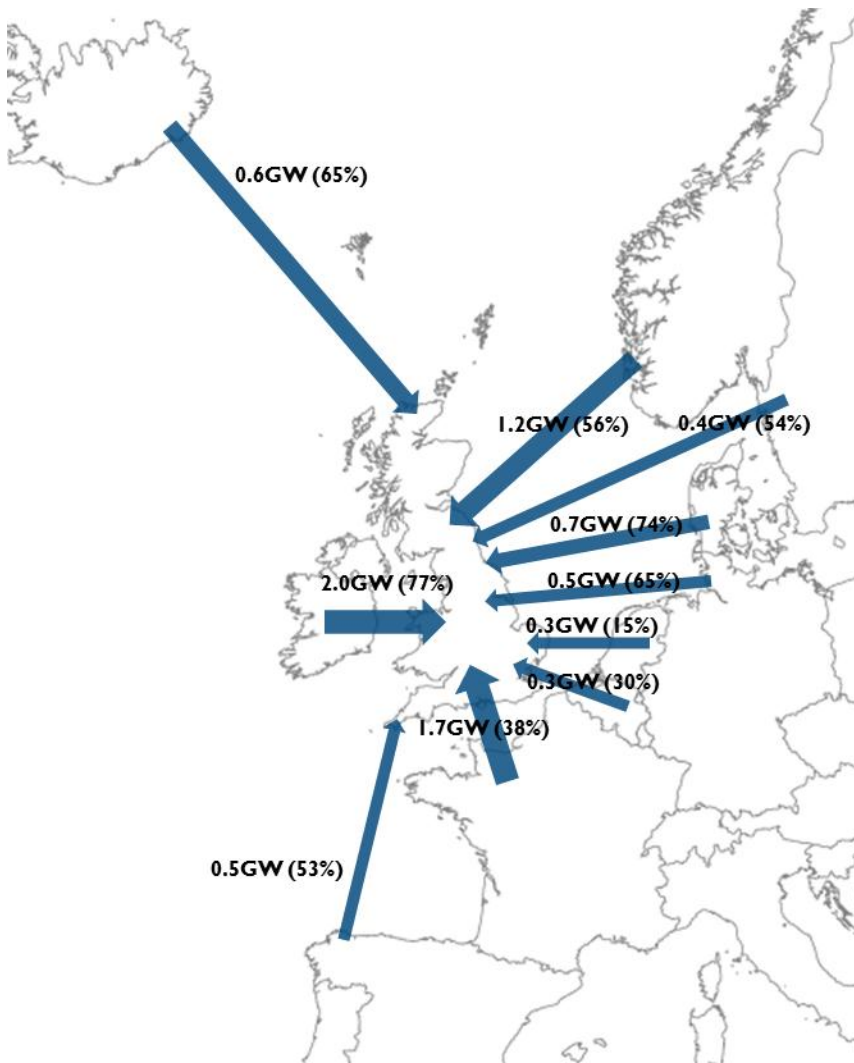 0.6GW (65%)
1.2GW (56%)
0.4GW (54%)
0.7GW (74%)
0.5GW (65%)
2.0GW (77%)
0.3GW (15%)
0.3GW (30%)
1.7GW (38%)
0.5GW (53%)